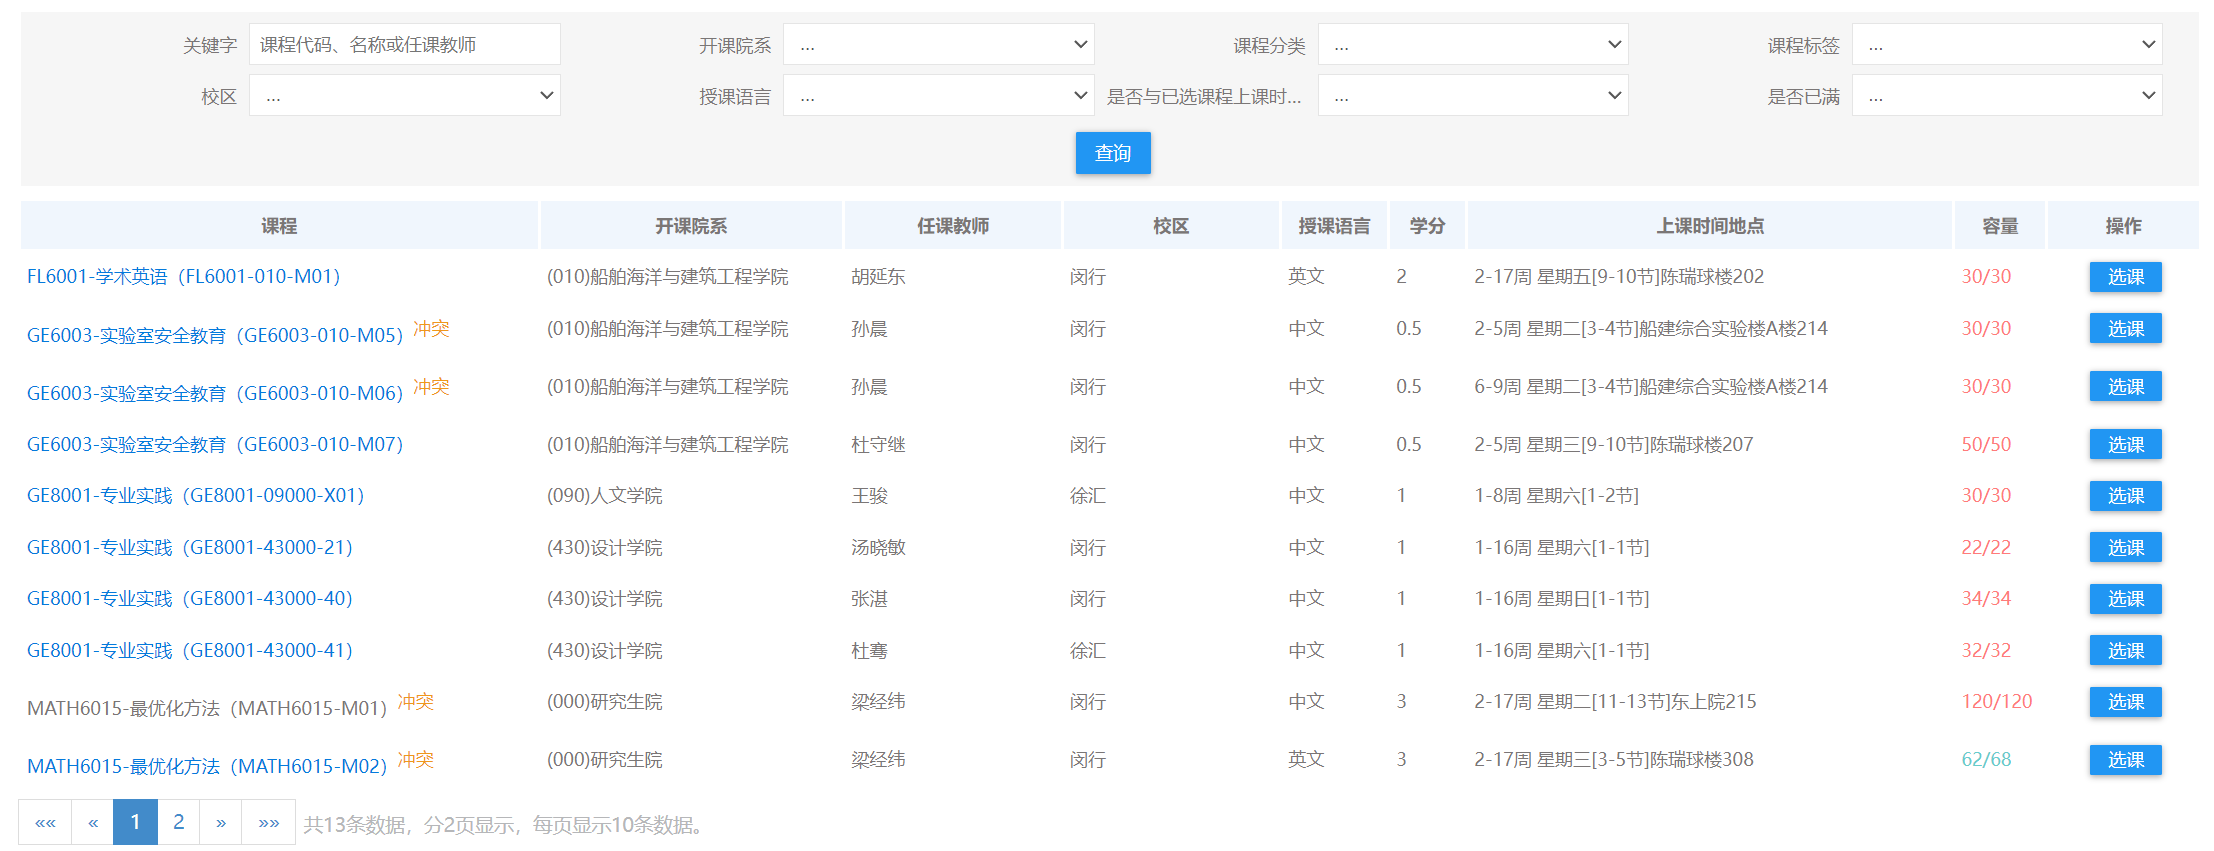 关键字 课程代码、名称或任课教师 开课院系 ... 课程分类 ... 课程标签 ...
校区 ... 授课语言 ... 是否与已选课程上课时... ... 是否已满 ...
查询
课程 开课院系 任课教师 校区 授课语言 学分 上课时间地点 容量 操作
FL6001-学术英语（FL6001-010-M01） (010)船舶海洋与建筑工程学院 胡延东 闵行 英文 2 2-17周 星期五[9-10节]陈瑞球楼202 30/30 选课
GE6003-实验室安全教育（GE6003-010-M05） 冲突 (010)船舶海洋与建筑工程学院 孙晨 闵行 中文 0.5 2-5周 星期二[3-4节]船建综合实验楼A楼214 30/30 选课
GE6003-实验室安全教育（GE6003-010-M06） 冲突 (010)船舶海洋与建筑工程学院 孙晨 闵行 中文 0.5 6-9周 星期二[3-4节]船建综合实验楼A楼214 30/30 选课
GE6003-实验室安全教育（GE6003-010-M07） (010)船舶海洋与建筑工程学院 杜守继 闵行 中文 0.5 2-5周 星期三[9-10节]陈瑞球楼207 50/50 选课
GE8001-专业实践（GE8001-09000-X01） (090)人文学院 王骏 徐汇 中文 1 1-8周 星期六[1-2节] 30/30 选课
GE8001-专业实践（GE8001-43000-21） (430)设计学院 汤晓敏 闵行 中文 1 1-16周 星期六[1-1节] 22/22 选课
GE8001-专业实践（GE8001-43000-40） (430)设计学院 张湛 闵行 中文 1 1-16周 星期日[1-1节] 34/34 选课
GE8001-专业实践（GE8001-43000-41） (430)设计学院 杜骞 徐汇 中文 1 1-16周 星期六[1-1节] 32/32 选课
MATH6015-最优化方法（MATH6015-M01） 冲突 (000)研究生院 梁经纬 闵行 中文 3 2-17周 星期二[11-13节]东上院215 120/120 选课
MATH6015-最优化方法（MATH6015-M02） 冲突 (000)研究生院 梁经纬 闵行 英文 3 2-17周 星期三[3-5节]陈瑞球楼308 62/68 选课
«« « 1 2 » »» 共13条数据，分2页显示，每页显示10条数据。